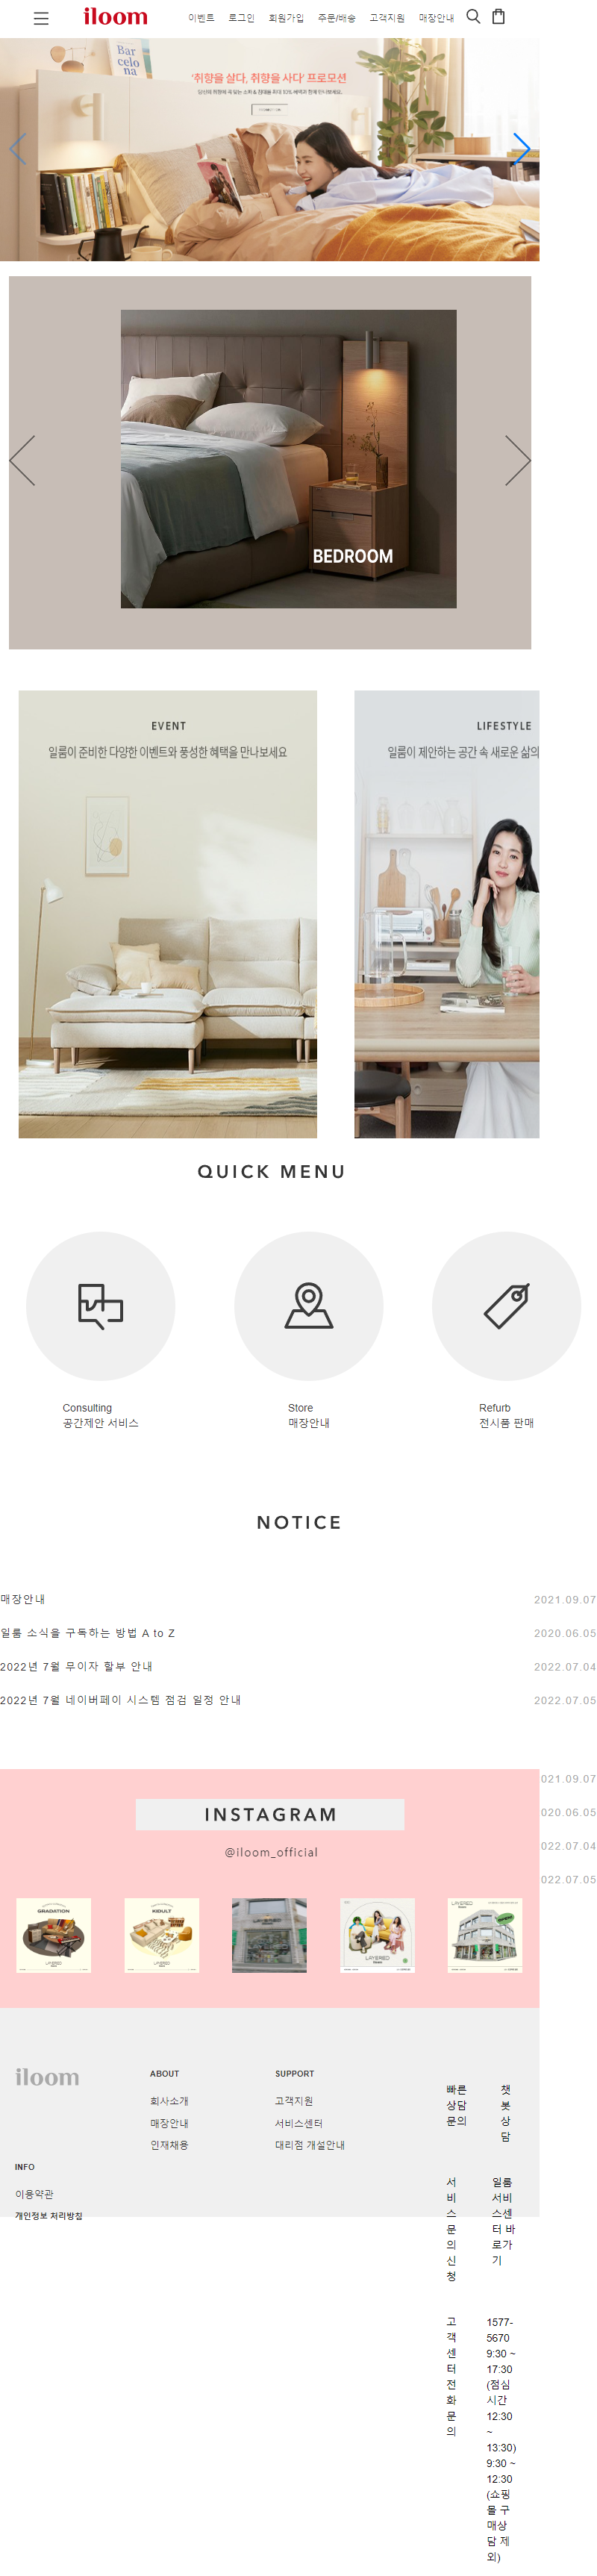 iloom
이벤트 로그인 회원가입 주문/배송 고객지원 매장안내
Bar
celo
na
'취향을 살다, 취향을 사다' 프로모션
BEDROOM
EVENT
일룸이 준비한 다양한 이벤트와 풍성한 혜택을 만나보세요
LIFESTYLE
일룸이 제안하는 공간 속 새로운 삶의
QUICK MENU
Consulting
공간제안 서비스
Store
매장안내
Refurb
전시품 판매
NOTICE
매장안내 2021.09.07
일룸 소식을 구독하는 방법 A to Z 2020.06.05
2022년 7월 무이자 할부 안내 2022.07.04
2022년 7월 네이버페이 시스템 점검 일정 안내 2022.07.05
021.09.07
020.06.05
022.07.04
022.07.05
INSTAGRAM
@iloom_official
GRADATION
LAYERED
KIDULT
LAYERED
LAYERED
LAYERED
iloom
ABOUT
회사소개
매장안내
인재채용
SUPPORT
고객지원
서비스센터
대리점 개설안내
INFO
이용약관
개인정보 처리방침
빠른
상담
문의
챗
봇
상
담
서
비
스
문
의
신
청
일룸
서비
스센
터 바
로가
기
고
객
센
터
전
화
문
의
1577-
5670
9:30 ~
17:30
(점심
시간
12:30
~
13:30)
9:30 ~
12:30
(쇼핑
몰 구
매상
담 제
외)